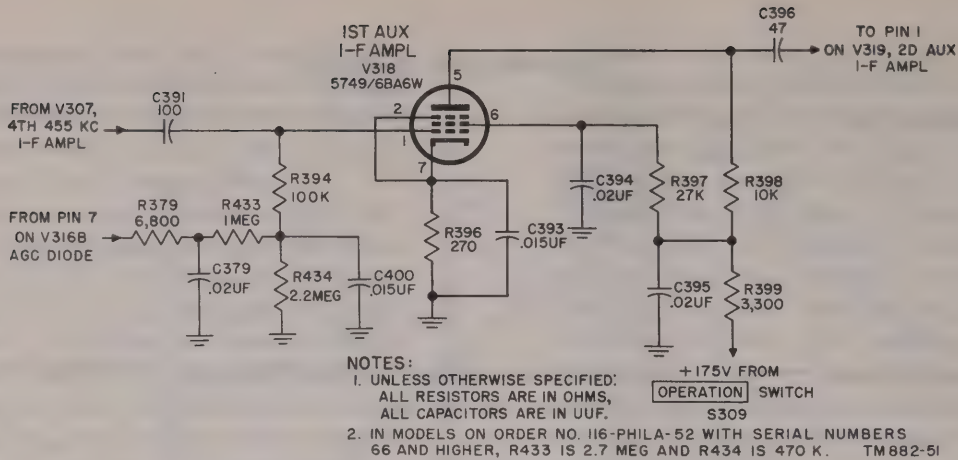 1ST AUX
I-F AMPL
V318
5749/6BA6W
C396
47
TO PIN 1
ON V319, 2D AUX
I-F AMPL
5
2
6
1
7
FROM V307,
4TH 455 KC
I-F AMPL
C391
100
R394
100K
FROM PIN 7
ON V316B
AGC DIODE
R379
6,800
R433
1MEG
C379
.02UF
R434
2.2MEG
C400
.015UF
R396
270
C393
.015UF
C394
.02UF
R397
27K
R398
10K
C395
.02UF
R399
3,300
+175V FROM
OPERATION SWITCH
S309
NOTES:
1. UNLESS OTHERWISE SPECIFIED:
ALL RESISTORS ARE IN OHMS,
ALL CAPACITORS ARE IN UUF.
2. IN MODELS ON ORDER NO. 116-PHILA-52 WITH SERIAL NUMBERS
66 AND HIGHER, R433 IS 2.7 MEG AND R434 IS 470 K. TM882-51